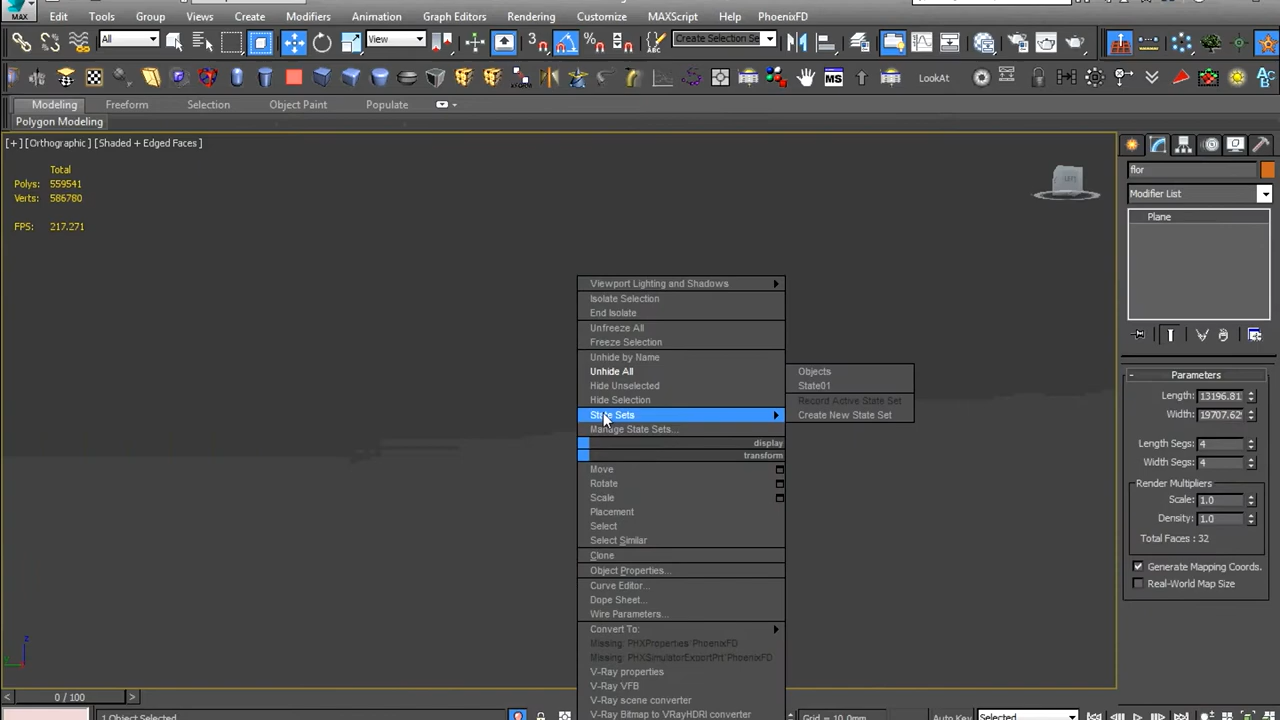 MAX
Edit Tools Group Views Create Modifiers Animation Graph Editors Rendering Customize MAXScript Help PhoenixFD
All View 3 Create Selection Se
MS LookAt
Modeling Freeform Selection Object Paint Populate
Polygon Modeling
[+] [Orthographic] [Shaded + Edged Faces]
Total
Polys: 559541
Verts: 586780
FPS: 217.271
flor
Modifier List
Plane
Viewport Lighting and Shadows
Isolate Selection
End Isolate
Unfreeze All
Freeze Selection
Unhide by Name
Unhide All
Hide Unselected
Hide Selection
State Sets
Manage State Sets...
display
transform
Move
Rotate
Scale
Placement
Select
Select Similar
Clone
Object Properties...
Curve Editor...
Dope Sheet...
Wire Parameters...
Convert To:
Missing: PHXProperties`PhoenixFD
Missing: PHXSimulatorExportPrt`PhoenixFD
V-Ray properties
V-Ray VFB
V-Ray scene converter
V-Ray Bitmap to VRayHDRI converter
Objects
State01
Record Active State Set
Create New State Set
- Parameters
Length: 13196.81
Width: 19707.62
Length Segs: 4
Width Segs: 4
Render Multipliers
Scale: 1.0
Density: 1.0
Total Faces: 32
Generate Mapping Coords.
Real-World Map Size
z
< 0 / 100 >
1 Object Selected Grid = 10.0mm Auto Key Selected